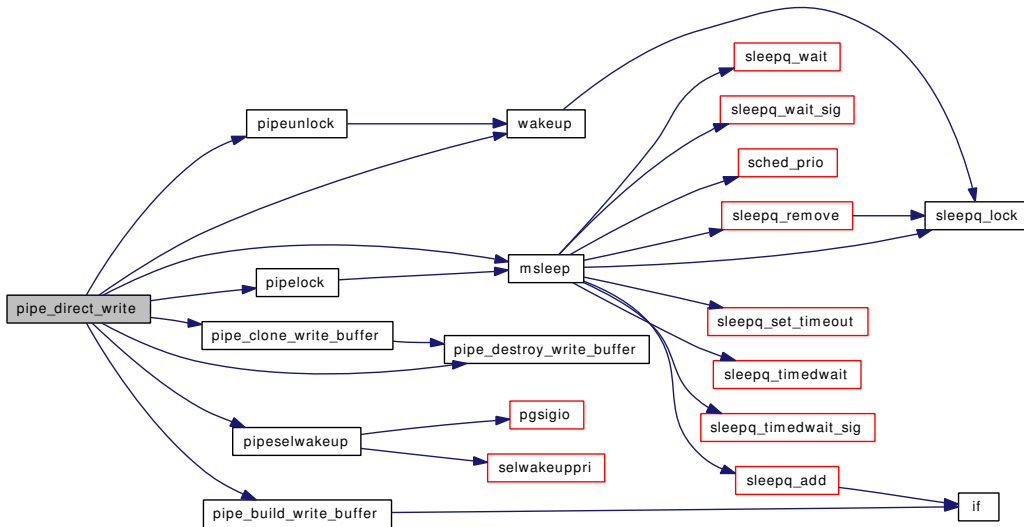 sleepq_wait
sleepq_wait_sig
pipeunlock
wakeup
sched_prio
sleepq_remove
sleepq_lock
msleep
pipelock
pipe_direct_write
sleepq_set_timeout
pipe_clone_write_buffer
pipe_destroy_write_buffer
sleepq_timedwait
pgsigio
sleepq_timedwait_sig
pipeselwakeup
selwakeuppri
sleepq_add
if
pipe_build_write_buffer